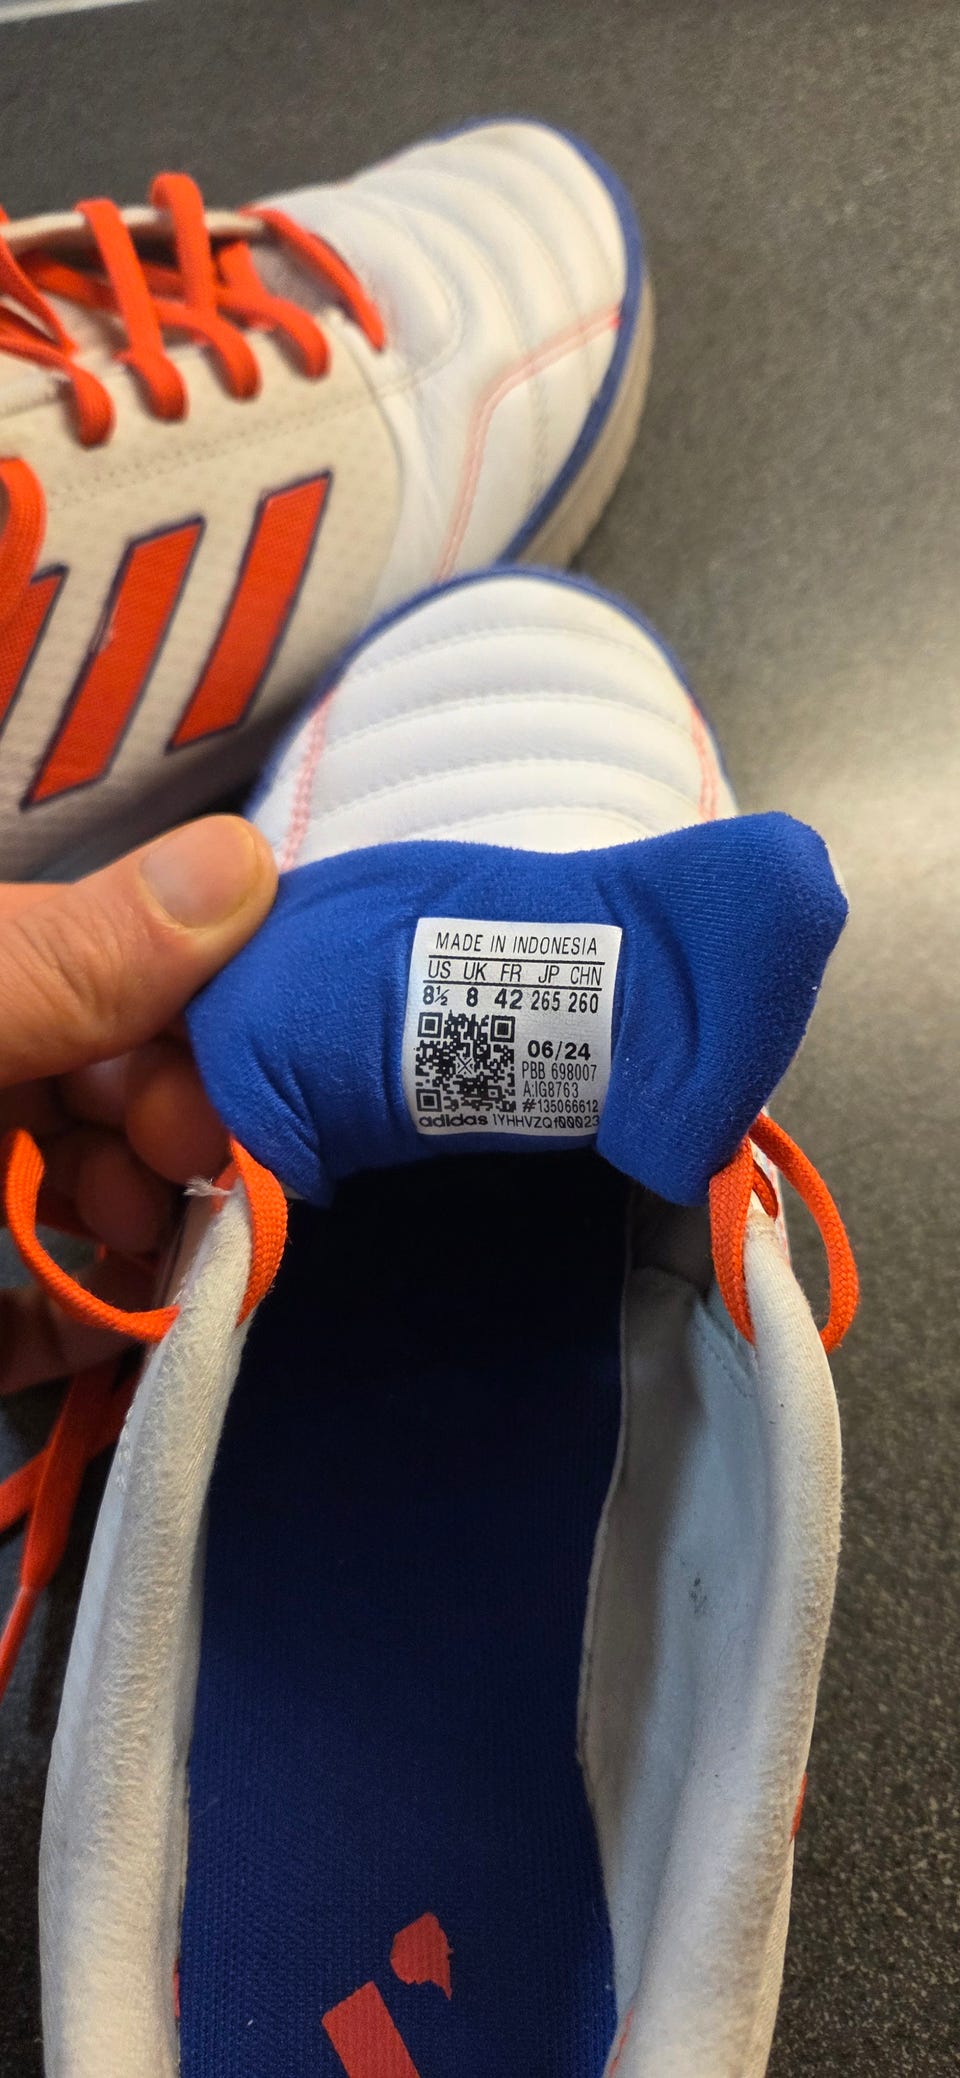 MADE IN INDONESIA
US UK FR JP CHN
8½ 8 42 265 260
06/24
PBB 698007
A:IG8763
#135066612
adidas 1YHHVZQf00023